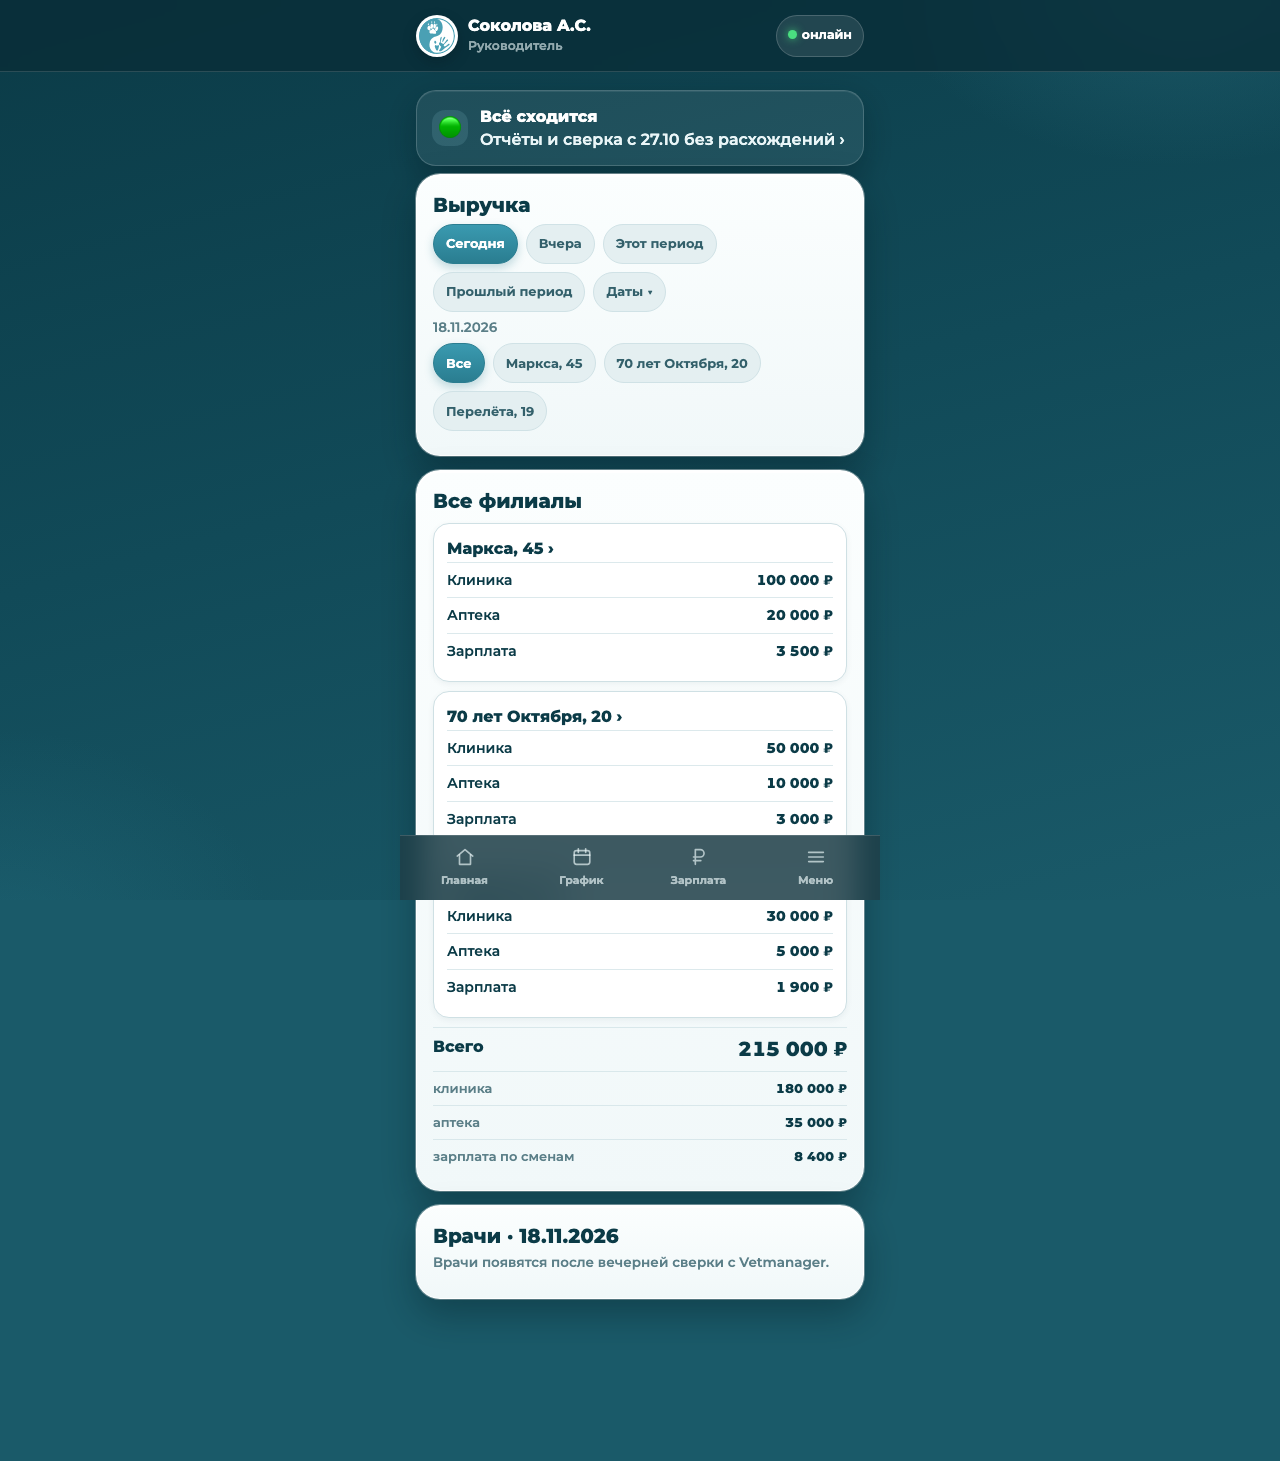 Соколова А.С.
Руководитель
онлайн
Всё сходится
Отчёты и сверка с 27.10 без расхождений ›
Выручка
Сегодня
Вчера
Этот период
Прошлый период
Даты ▾
18.11.2026
Все
Маркса, 45
70 лет Октября, 20
Перелёта, 19
Все филиалы
Маркса, 45 ›
Клиника 100 000 ₽
Аптека 20 000 ₽
Зарплата 3 500 ₽
70 лет Октября, 20 ›
Клиника 50 000 ₽
Аптека 10 000 ₽
Зарплата 3 000 ₽
Главная
График
Зарплата
Меню
Клиника 30 000 ₽
Аптека 5 000 ₽
Зарплата 1 900 ₽
Всего 215 000 ₽
клиника 180 000 ₽
аптека 35 000 ₽
зарплата по сменам 8 400 ₽
Врачи · 18.11.2026
Врачи появятся после вечерней сверки с Vetmanager.